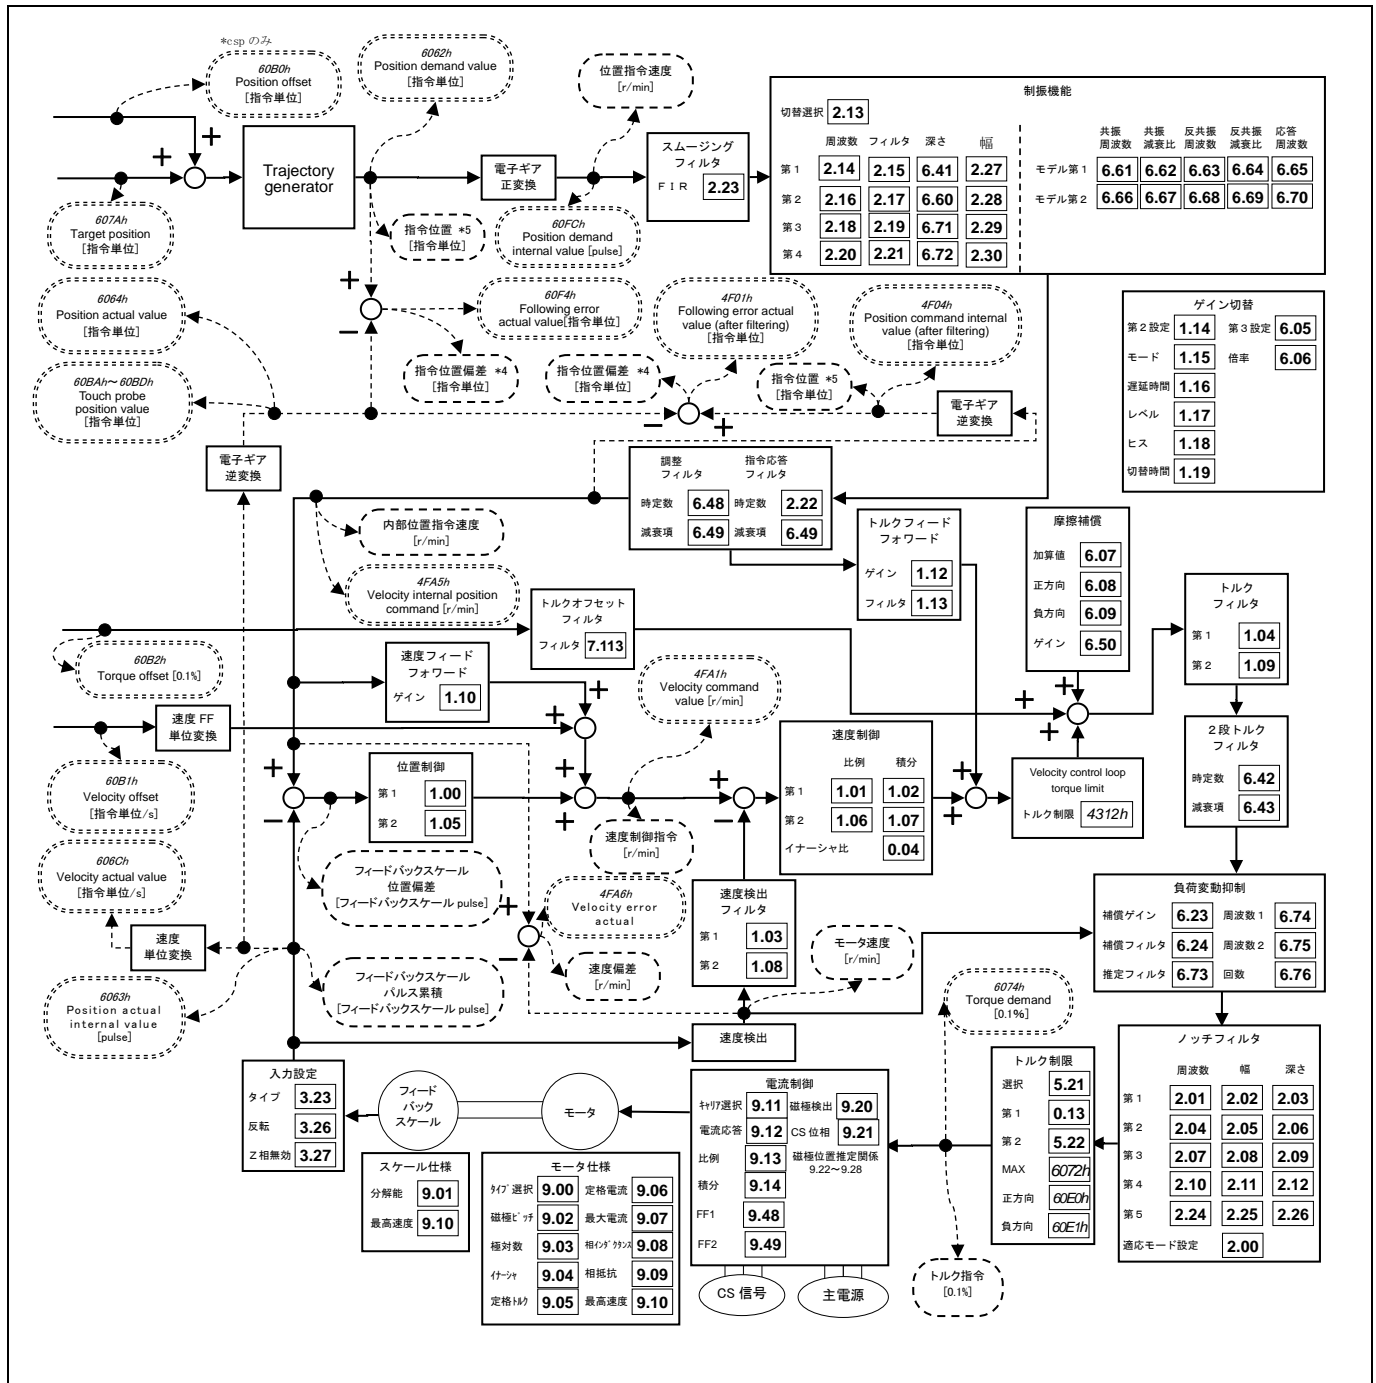 *csp のみ
60B0h
Position offset
[指令単位]
6062h
Position demand value
[指令単位]
位置指令速度
[r/min]
+
+
Trajectory
generator
電子ギア
正変換
スムージング
フィルタ
ＦＩＲ 2.23
制振機能
切替選択 2.13
周波数 フィルタ 深さ 幅
第１ 2.14 2.15 6.41 2.27
第２ 2.16 2.17 6.60 2.28
第３ 2.18 2.19 6.71 2.29
第４ 2.20 2.21 6.72 2.30
共振 共振 反共振 反共振 応答
周波数 減衰比 周波数 減衰比 周波数
モデル第１ 6.61 6.62 6.63 6.64 6.65
モデル第２ 6.66 6.67 6.68 6.69 6.70
607Ah
Target position
[指令単位]
指令位置 *5
[指令単位]
60FCh
Position demand
internal value [pulse]
6064h
Position actual value
[指令単位]
+
−
60F4h
Following error
actual value[指令単位]
4F01h
Following error actual
value (after filtering)
[指令単位]
4F04h
Position command internal
value (after filtering)
[指令単位]
60BAh～60BDh
Touch probe
position value
[指令単位]
指令位置偏差 *4
[指令単位]
指令位置偏差 *4
[指令単位]
指令位置 *5
[指令単位]
−
+
電子ギア
逆変換
ゲイン切替
第２設定 1.14 第３設定 6.05
モード 1.15 倍率 6.06
遅延時間 1.16
レベル 1.17
ヒス 1.18
切替時間 1.19
電子ギア
逆変換
調整 指令応答
フィルタ フィルタ
時定数 6.48 時定数 2.22
減衰項 6.49 減衰項 6.49
内部位置指令速度
[r/min]
4FA5h
Velocity internal position
command [r/min]
トルクフィード
フォワード
ゲイン 1.12
フィルタ 1.13
摩擦補償
加算値 6.07
正方向 6.08
負方向 6.09
ゲイン 6.50
トルク
フィルタ
第１ 1.04
第２ 1.09
トルクオフセット
フィルタ
フィルタ 7.113
60B2h
Torque offset [0.1%]
速度フィード
フォワード
ゲイン 1.10
4FA1h
Velocity command
value [r/min]
+
+
+
+
+
速度 FF
単位変換
２段トルク
フィルタ
時定数 6.42
減衰項 6.43
60B1h
Velocity offset
[指令単位/s]
+
−
位置制御
第１ 1.00
第２ 1.05
+
+
−
速度制御
比例 積分
第１ 1.01 1.02
第２ 1.06 1.07
イナーシャ比 0.04
+
+
Velocity control loop
torque limit
トルク制限 4312h
速度制御指令
[r/min]
606Ch
Velocity actual value
[指令単位/s]
フィードバックスケール
位置偏差
[フィードバックスケール pulse]
+
−
4FA6h
Velocity error
actual
速度検出
フィルタ
第１ 1.03
第２ 1.08
負荷変動抑制
補償ゲイン 6.23 周波数１ 6.74
補償フィルタ 6.24 周波数２ 6.75
推定フィルタ 6.73 回数 6.76
速度
単位変換
速度偏差
[r/min]
モータ速度
[r/min]
6063h
Position actual
internal value
[pulse]
フィードバックスケール
パルス累積
[フィードバックスケール pulse]
6074h
Torque demand
[0.1%]
速度検出
入力設定
タイプ 3.23
反転 3.26
Ｚ相無効 3.27
フィード
バック
スケール
モータ
電流制御
ｷｬﾘｱ選択 9.11 磁極検出 9.20
電流応答 9.12 CS 位相 9.21
比例 9.13 磁極位置推定関係
9.22～9.28
積分 9.14
FF1 9.48
FF2 9.49
トルク制限
選択 5.21
第１ 0.13
第２ 5.22
MAX 6072h
正方向 60E0h
負方向 60E1h
ノッチフィルタ
周波数 幅 深さ
第１ 2.01 2.02 2.03
第２ 2.04 2.05 2.06
第３ 2.07 2.08 2.09
第４ 2.10 2.11 2.12
第５ 2.24 2.25 2.26
適応モード設定 2.00
スケール仕様
分解能 9.01
最高速度 9.10
モータ仕様
ﾀｲﾌﾟ選択 9.00 定格電流 9.06
磁極ﾋﾟｯﾁ 9.02 最大電流 9.07
極対数 9.03 相ｲﾝﾀﾞｸﾀﾝｽ 9.08
ｲﾅｰｼｬ 9.04 相抵抗 9.09
定格ﾄﾙｸ 9.05 最高速度 9.10
CS 信号
主電源
トルク指令
[0.1%]